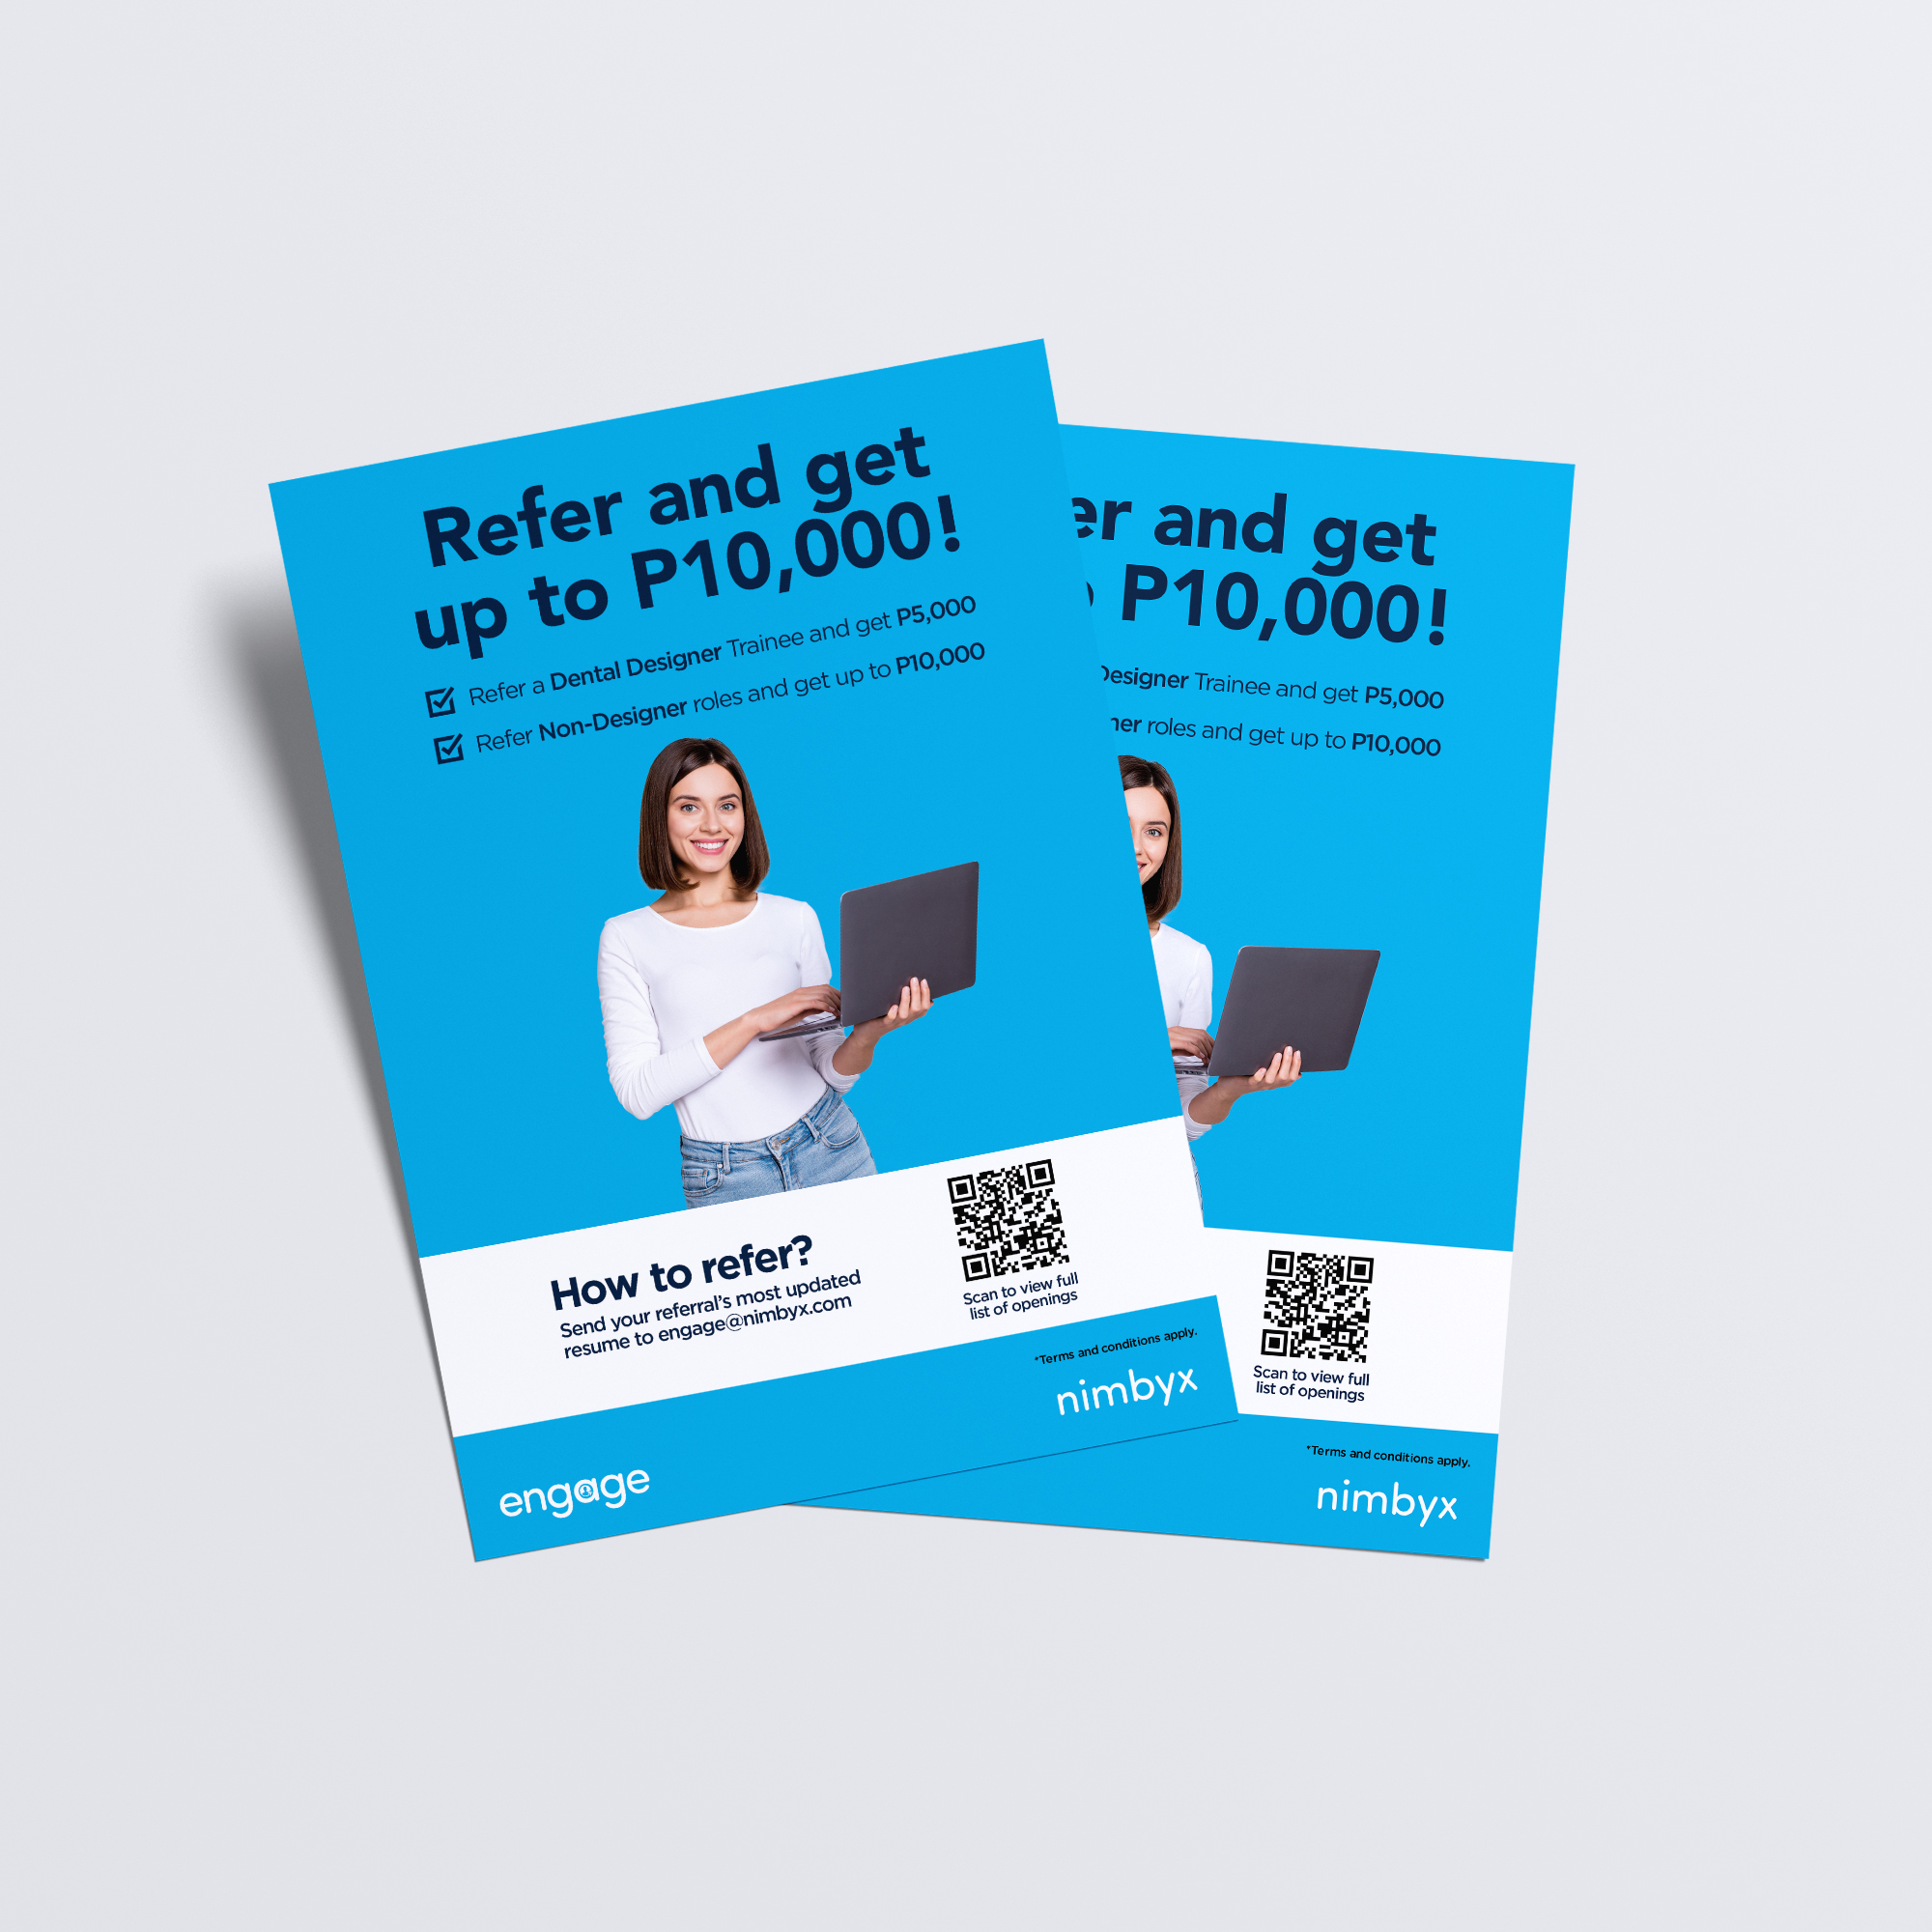 Refer and get
up to P10,000!
Refer a Dental Designer Trainee and get P5,000
Refer Non-Designer roles and get up to P10,000
How to refer?
Send your referral's most updated
resume to engage@nimbyx.com
Scan to view full
list of openings
*Terms and conditions apply.
engage
nimbyx
er and get
P10,000!
Designer Trainee and get P5,000
ner roles and get up to P10,000
Scan to view full
list of openings
*Terms and conditions apply.
nimbyx